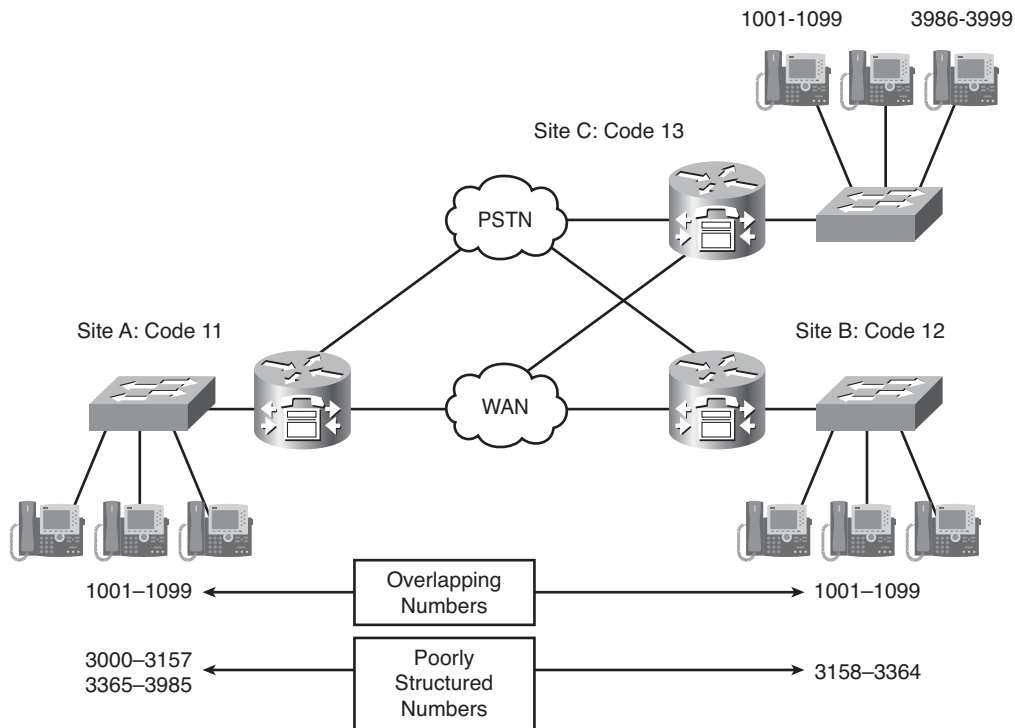 1001-1099
3986-3999
Site C: Code 13
PSTN
Site A: Code 11
Site B: Code 12
WAN
Overlapping
Numbers
1001–1099
1001–1099
Poorly
Structured
Numbers
3000–3157
3365–3985
3158–3364